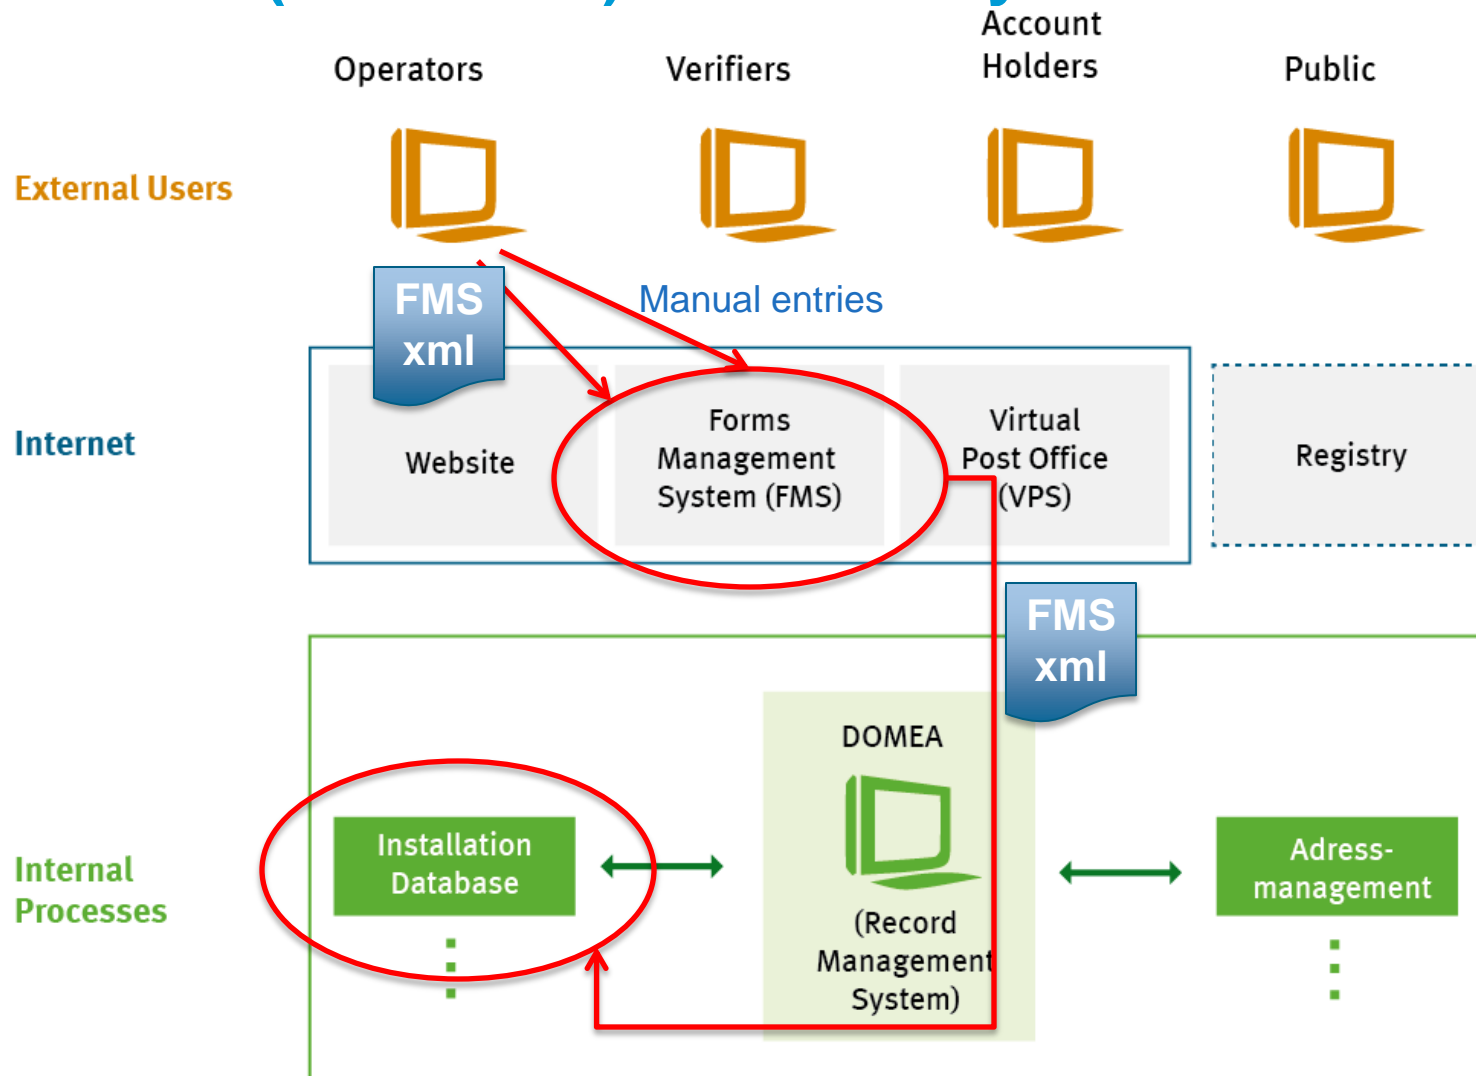 Operators
Verifiers
Account
Holders
Public
External Users
FMS
xml
Manual entries
Internet
Website
Forms
Management
System (FMS)
Virtual
Post Office
(VPS)
Registry
FMS
xml
DOMEA
Installation
Database
Internal
Processes
(Record
Management
System)
Adress-
management